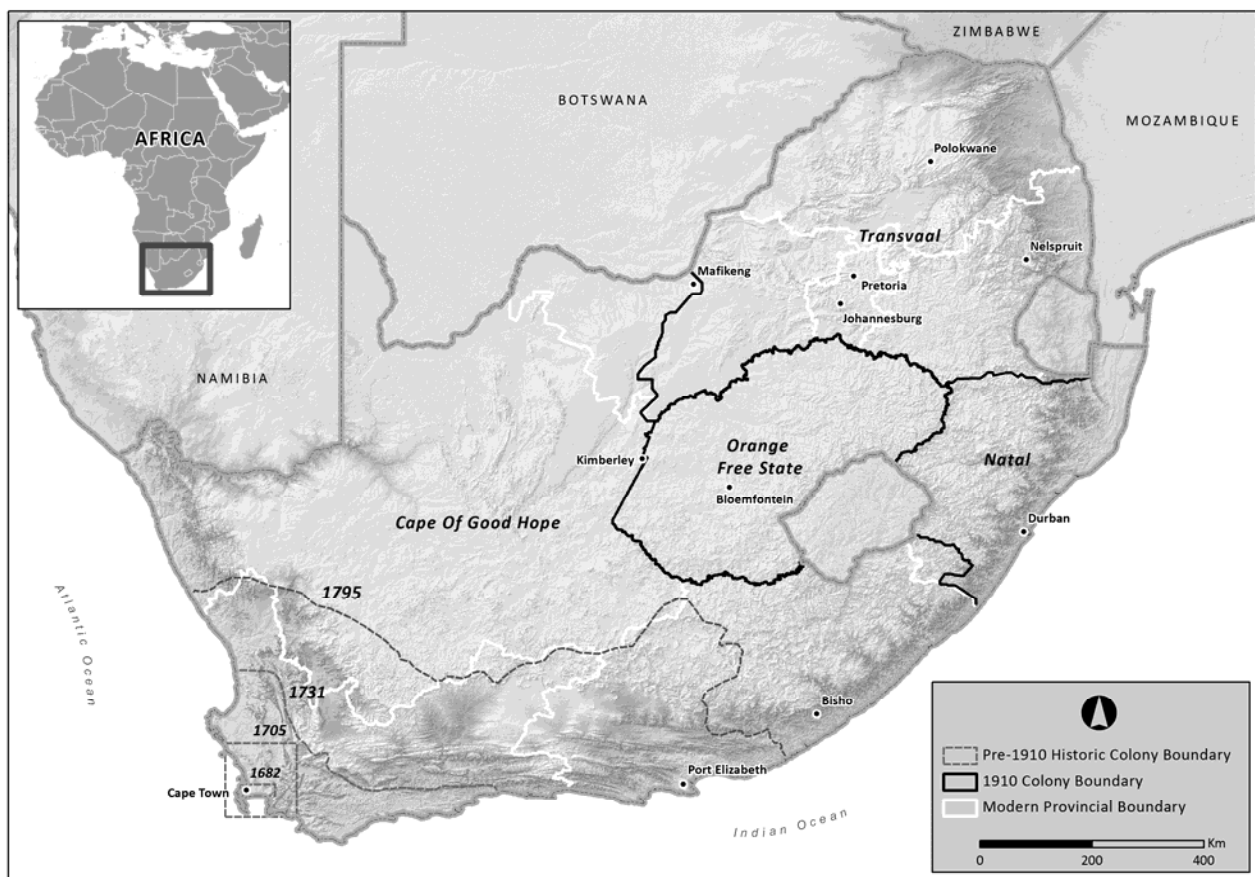 AFRICA
ZIMBABWE
BOTSWANA
MOZAMBIQUE
Polokwane
Transvaal
Nelspruit
Mafikeng
Pretoria
Johannesburg
NAMIBIA
Orange
Free State
Natal
Kimberley
Bloemfontein
Cape Of Good Hope
Durban
1795
Atlantic Ocean
1731
Bisho
1705
1682
Cape Town
Port Elizabeth
Indian Ocean
Pre-1910 Historic Colony Boundary
1910 Colony Boundary
Modern Provincial Boundary
Km
0 200 400